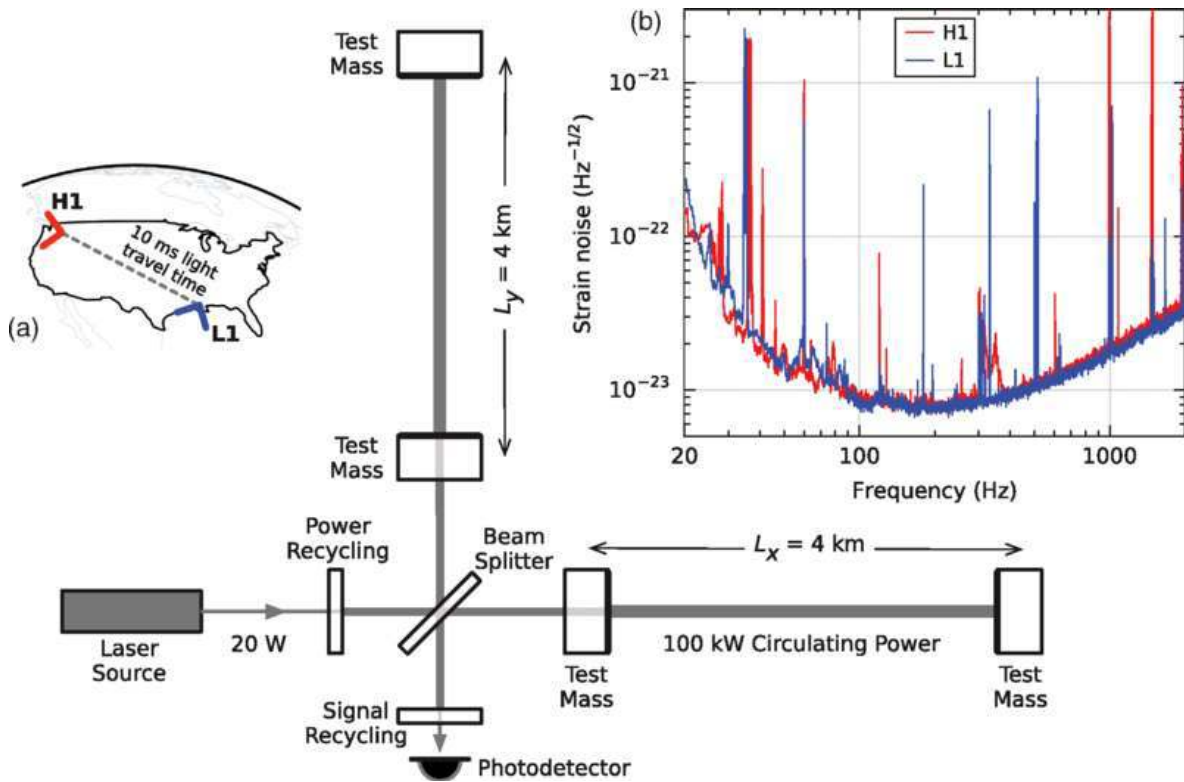 (a)
H1
10 ms light
travel time
L1
Test
Mass
Ly = 4 km
Test
Mass
(b)
H1
L1
Strain noise (Hz−1/2)
10−21
10−22
10−23
20
100
1000
Frequency (Hz)
Power
Recycling
Beam
Splitter
Lx = 4 km
Laser
Source
20 W
100 kW Circulating Power
Test
Mass
Test
Mass
Signal
Recycling
Photodetector